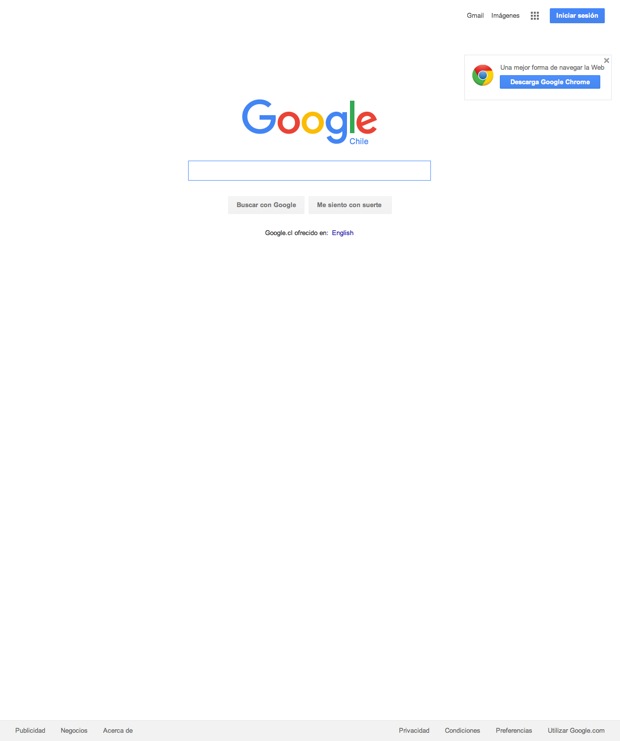 Gmail Imágenes Iniciar sesión
Una mejor forma de navegar la Web
Descarga Google Chrome
Google
Chile
Buscar con Google Me siento con suerte
Google.cl ofrecido en: English
Publicidad Negocios Acerca de Privacidad Condiciones Preferencias Utilizar Google.com